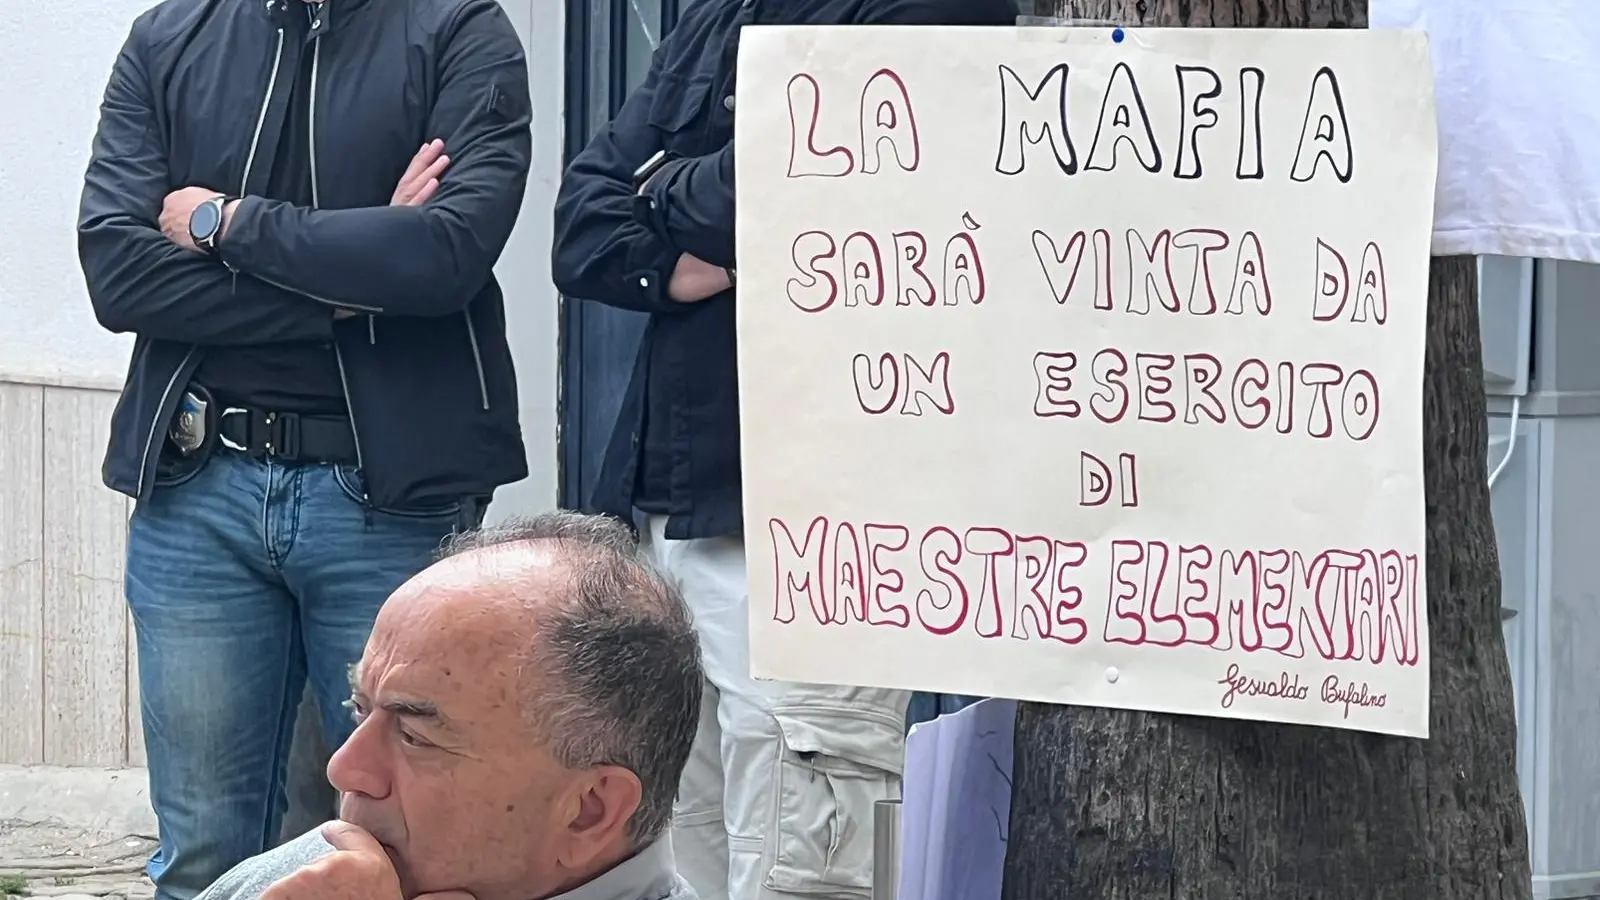 LA MAFIA
SARÀ VINTA DA
UN ESERCITO
DI
MAESTRE ELEMENTARI
Gesualdo Bufalino